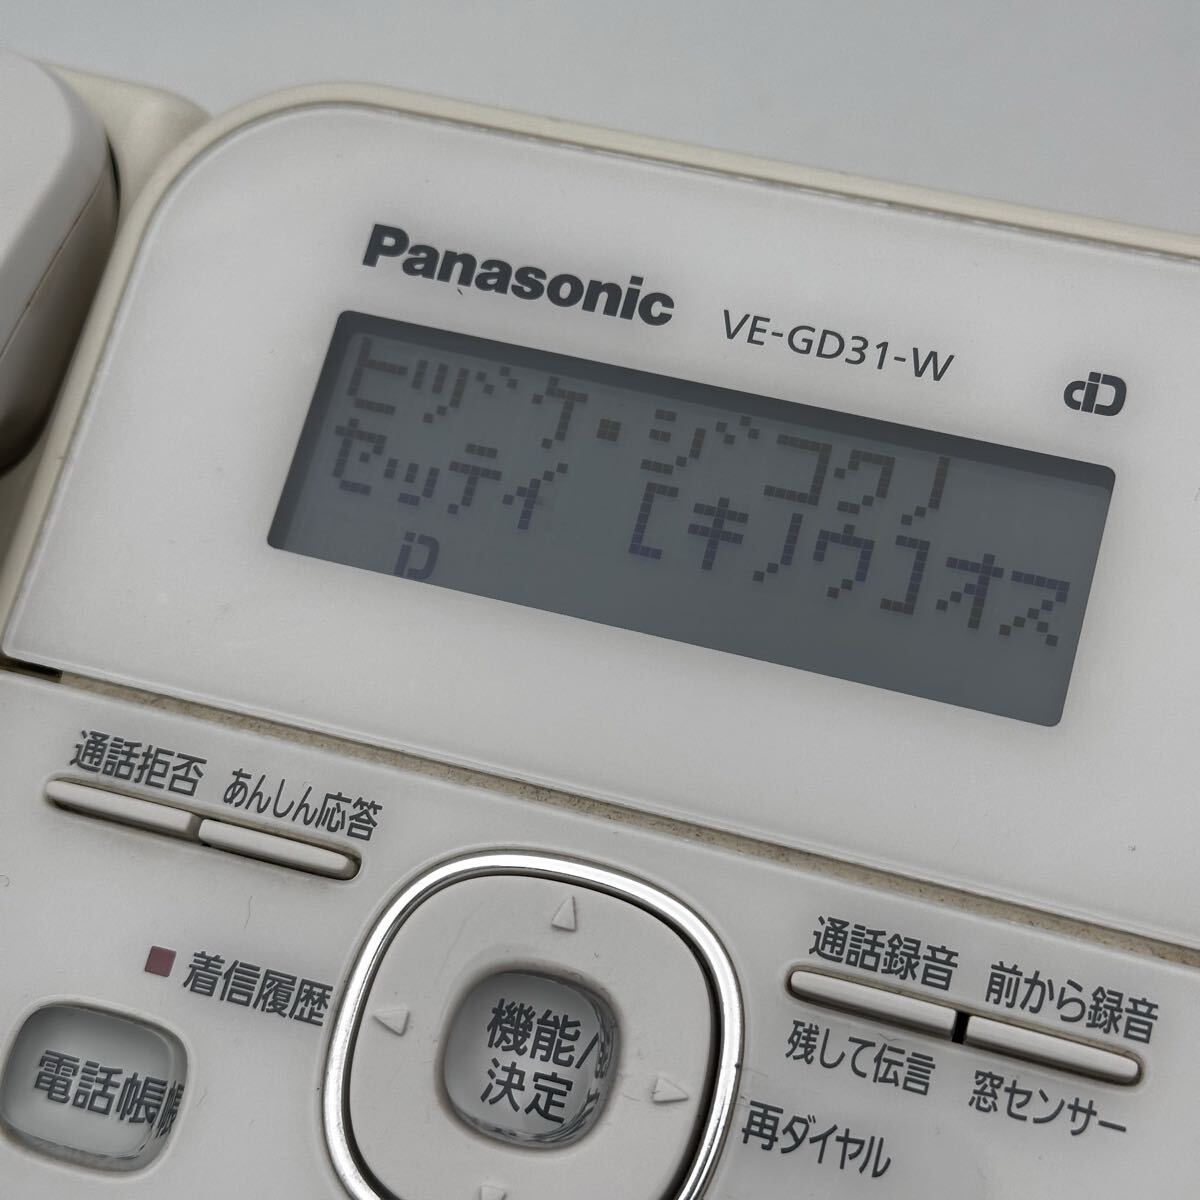 Panasonic
VE-GD31-W
iD
ヒヅケ・ジコクノ
セッテイ [キノウ]オス
iD
通話拒否
あんしん応答
着信履歴
電話帳
機能/
決定
通話録音
前から録音
残して伝言
窓センサー
再ダイヤル